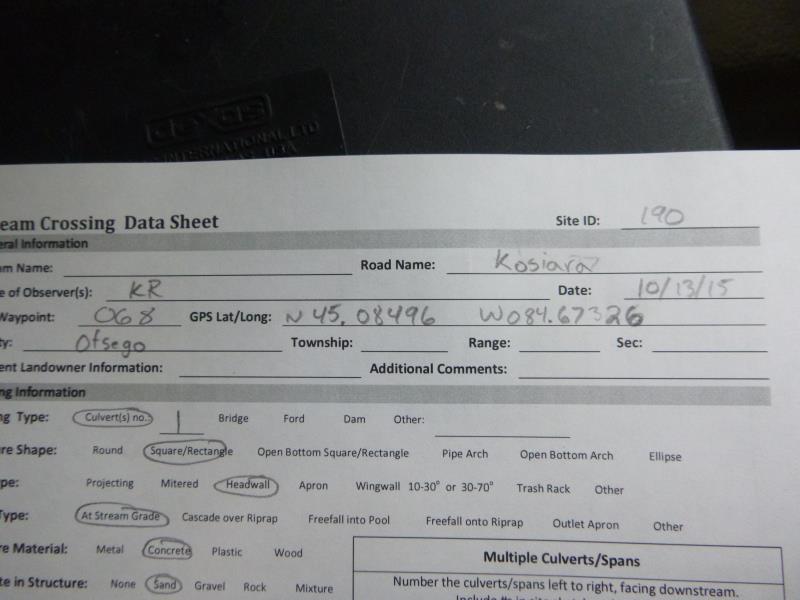 dexas
INTERNATIONAL LTD
eam Crossing Data Sheet Site ID: 190
eral Information
m Name: Road Name: Kosiara
e of Observer(s): KR Date: 10/13/15
Waypoint: 068 GPS Lat/Long: N 45.08496 W084.67326
ty: Otsego Township: Range: Sec:
ent Landowner Information: Additional Comments:
ng Information
ng Type: Culvert(s) no. 1 Bridge Ford Dam Other:
re Shape: Round Square/Rectangle Open Bottom Square/Rectangle Pipe Arch Open Bottom Arch Ellipse
pe: Projecting Mitered Headwall Apron Wingwall 10-30° or 30-70° Trash Rack Other
Type: At Stream Grade Cascade over Riprap Freefall into Pool Freefall onto Riprap Outlet Apron Other
re Material: Metal Concrete Plastic Wood
te in Structure: None Sand Gravel Rock Mixture
Multiple Culverts/Spans
Number the culverts/spans left to right, facing downstream.